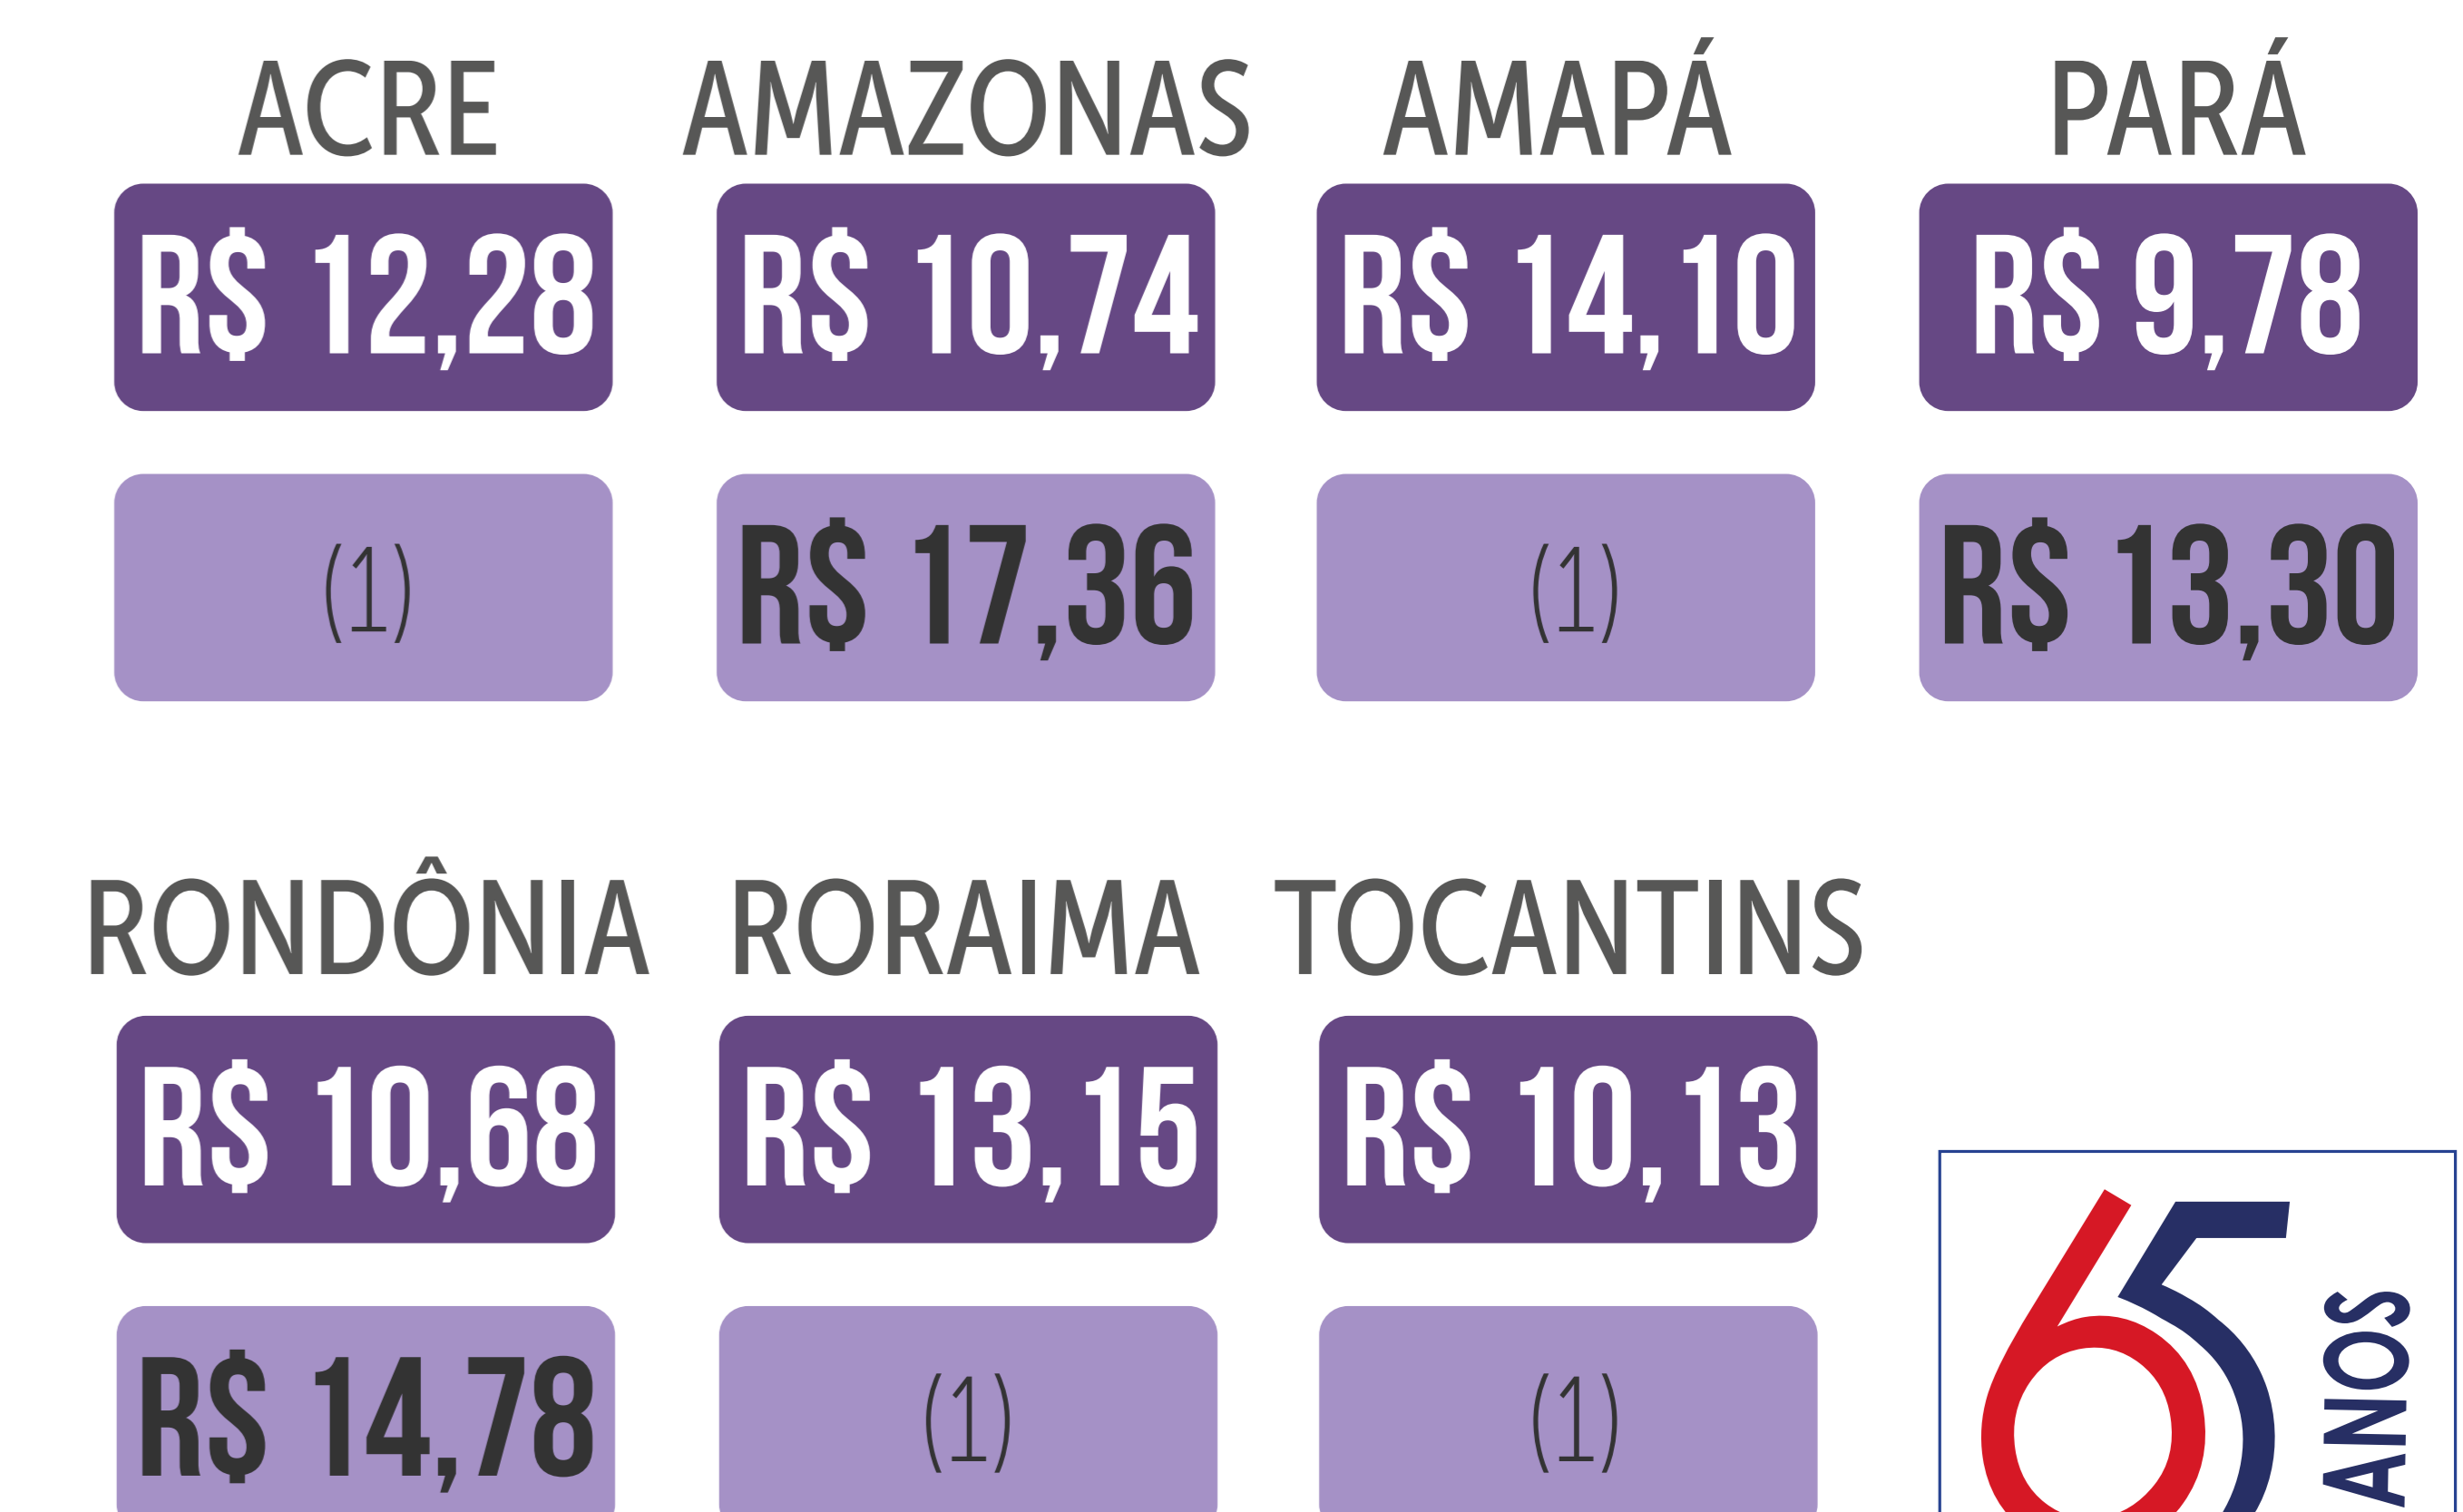 ACRE AMAZONAS AMAPÁ PARÁ
R$ 12,28 R$ 10,74 R$ 14,10 R$ 9,78
(1) R$ 17,36 (1) R$ 13,30
RONDÔNIA RORAIMA TOCANTINS
R$ 10,68 R$ 13,15 R$ 10,13
R$ 14,78 (1) (1)
65
ANOS